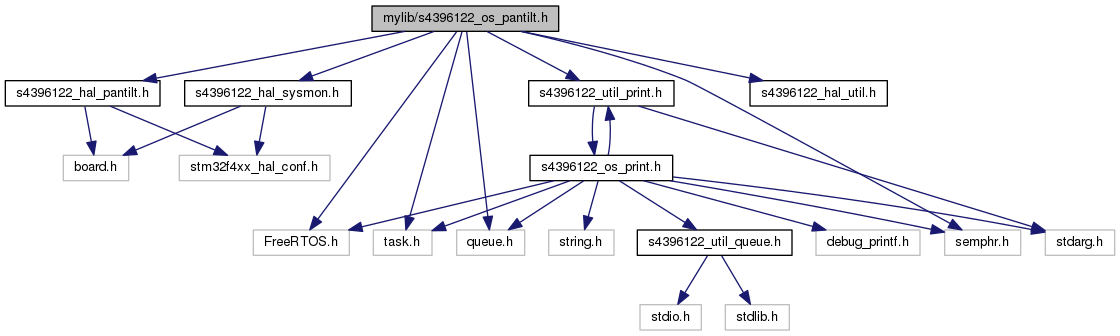 mylib/s4396122_os_pantilt.h
s4396122_hal_pantilt.h
s4396122_hal_sysmon.h
s4396122_util_print.h
s4396122_hal_util.h
board.h
stm32f4xx_hal_conf.h
s4396122_os_print.h
FreeRTOS.h
task.h
queue.h
string.h
s4396122_util_queue.h
debug_printf.h
semphr.h
stdarg.h
stdio.h
stdlib.h